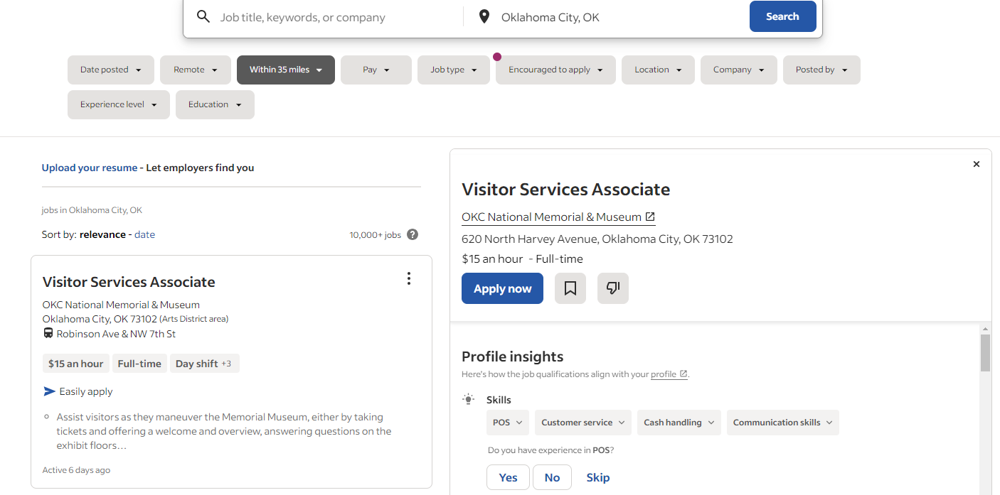 Job title, keywords, or company
Oklahoma City, OK
Search
Date posted
Remote
Within 35 miles
Pay
Job type
Encouraged to apply
Location
Company
Posted by
Experience level
Education
Upload your resume - Let employers find you
jobs in Oklahoma City, OK
Sort by: relevance - date
10,000+ jobs ?
Visitor Services Associate
OKC National Memorial & Museum
Oklahoma City, OK 73102 (Arts District area)
Robinson Ave & NW 7th St
$15 an hour
Full-time
Day shift +3
Easily apply
Assist visitors as they maneuver the Memorial Museum, either by taking
tickets and offering a welcome and overview, answering questions on the
exhibit floors…
Active 6 days ago
Visitor Services Associate
OKC National Memorial & Museum
620 North Harvey Avenue, Oklahoma City, OK 73102
$15 an hour - Full-time
Apply now
Profile insights
Here's how the job qualifications align with your profile.
Skills
POS
Customer service
Cash handling
Communication skills
Do you have experience in POS?
Yes
No
Skip